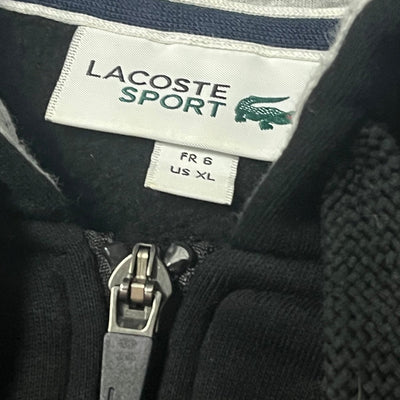 LACOSTE
SPORT
FR 6
US XL